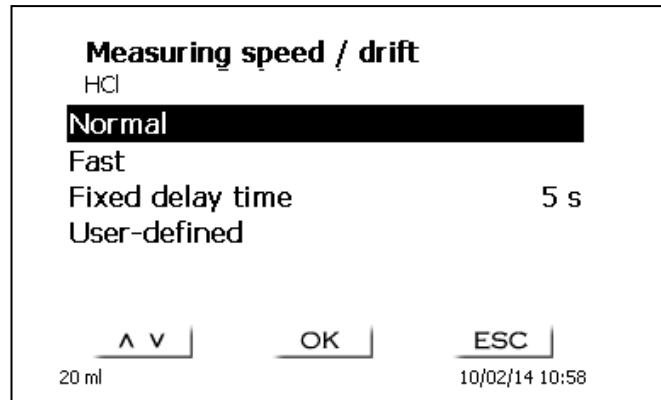 Measuring speed / drift
HCl
Normal
Fast
Fixed delay time 5 s
User-defined
∧ ∨ OK ESC
20 ml 10/02/14 10:58